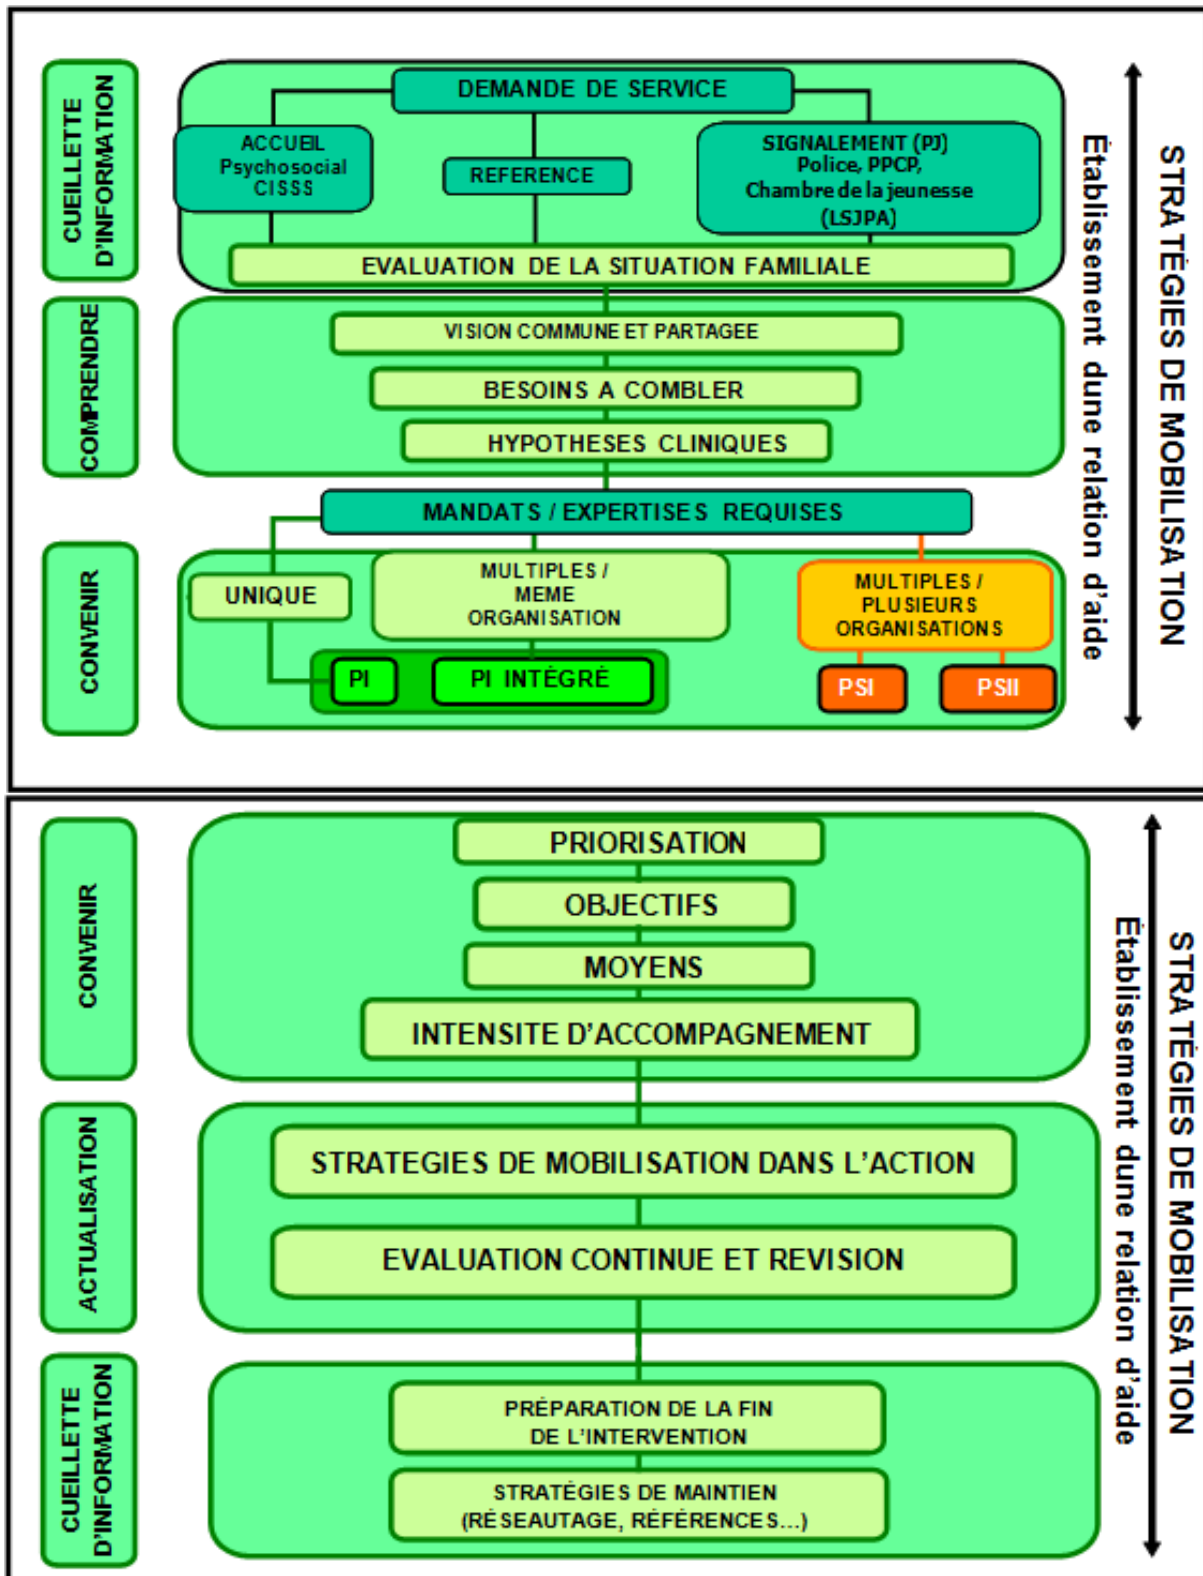 CUEILLETTE
D'INFORMATION
DEMANDE DE SERVICE
ACCUEIL
Psychosocial
CISSS
REFERENCE
SIGNALEMENT (PJ)
Police, PPCP,
Chambre de la jeunesse
(LSJPA)
EVALUATION DE LA SITUATION FAMILIALE
COMPRENDRE
VISION COMMUNE ET PARTAGEE
BESOINS A COMBLER
HYPOTHESES CLINIQUES
MANDATS / EXPERTISES REQUISES
CONVENIR
UNIQUE
MULTIPLES /
MEME
ORGANISATION
MULTIPLES /
PLUSIEURS
ORGANISATIONS
PI
PI INTÉGRÉ
PSI
PSII
Établissement dune relation d'aide
STRATÉGIES DE MOBILISATION
CONVENIR
PRIORISATION
OBJECTIFS
MOYENS
INTENSITE D'ACCOMPAGNEMENT
ACTUALISATION
STRATEGIES DE MOBILISATION DANS L'ACTION
EVALUATION CONTINUE ET REVISION
CUEILLETTE
D'INFORMATION
PRÉPARATION DE LA FIN
DE L'INTERVENTION
STRATÉGIES DE MAINTIEN
(RÉSEAUTAGE, RÉFÉRENCES...)
Établissement dune relation d'aide
STRATÉGIES DE MOBILISATION